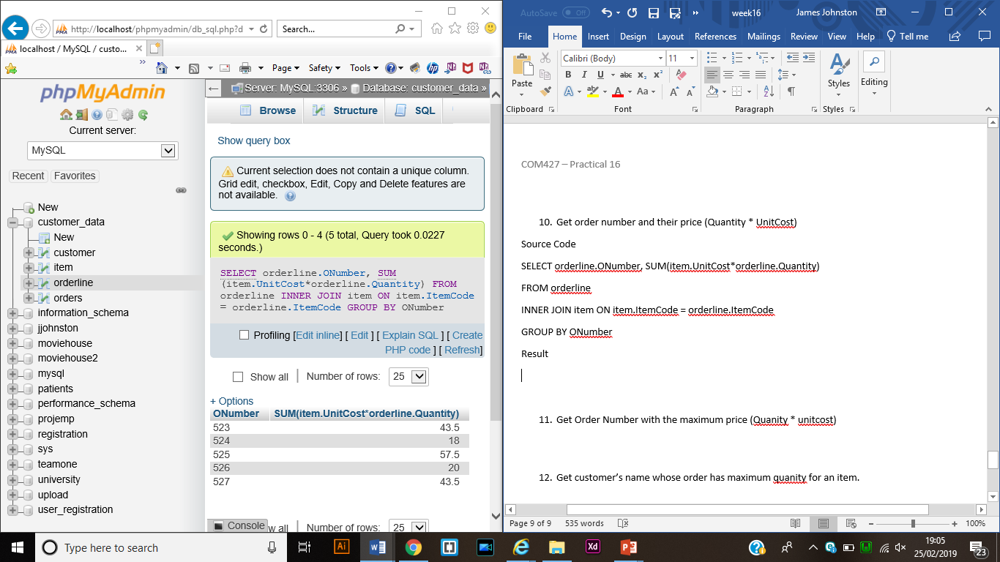 http://localhost/phpmyadmin/db_sql.php?d
Search...
localhost / MySQL / custo...
Page
Safety
Tools
phpMyAdmin
Current server:
MySQL
Recent
Favorites
New
customer_data
New
customer
item
orderline
orders
information_schema
jjohnston
moviehouse
moviehouse2
mysql
patients
performance_schema
projemp
registration
sys
teamone
university
upload
user_registration
Server: MySQL:3306 » Database: customer_data »
Browse
Structure
SQL
Show query box
Current selection does not contain a unique column.
Grid edit, checkbox, Edit, Copy and Delete features are
not available.
Showing rows 0 - 4 (5 total, Query took 0.0227
seconds.)
SELECT orderline.ONumber, SUM
(item.UnitCost*orderline.Quantity) FROM
orderline INNER JOIN item ON item.ItemCode
= orderline.ItemCode GROUP BY ONumber
Profiling [Edit inline] [ Edit ] [ Explain SQL ] [ Create
PHP code ] [ Refresh]
Show all
Number of rows:
25
+ Options
ONumber SUM(item.UnitCost*orderline.Quantity)
523 43.5
524 18
525 57.5
526 20
527 43.5
Console
w all
Number of rows:
25
AutoSave Off
week16
James Johnston
File Home Insert Design Layout References Mailings Review View Help Tell me
Calibri (Body)
11
Paste
B I U abc x₂ x²
A A Aa A A
Styles
Editing
Clipboard
Font
Paragraph
Styles
COM427 – Practical 16
10. Get order number and their price (Quantity * UnitCost)
Source Code
SELECT orderline.ONumber, SUM(item.UnitCost*orderline.Quantity)
FROM orderline
INNER JOIN item ON item.ItemCode = orderline.ItemCode
GROUP BY ONumber
Result
11. Get Order Number with the maximum price (Quanity * unitcost)
12. Get customer’s name whose order has maximum quanity for an item.
Page 9 of 9
535 words
100%
Type here to search
Ai
Xd
19:05
25/02/2019
23